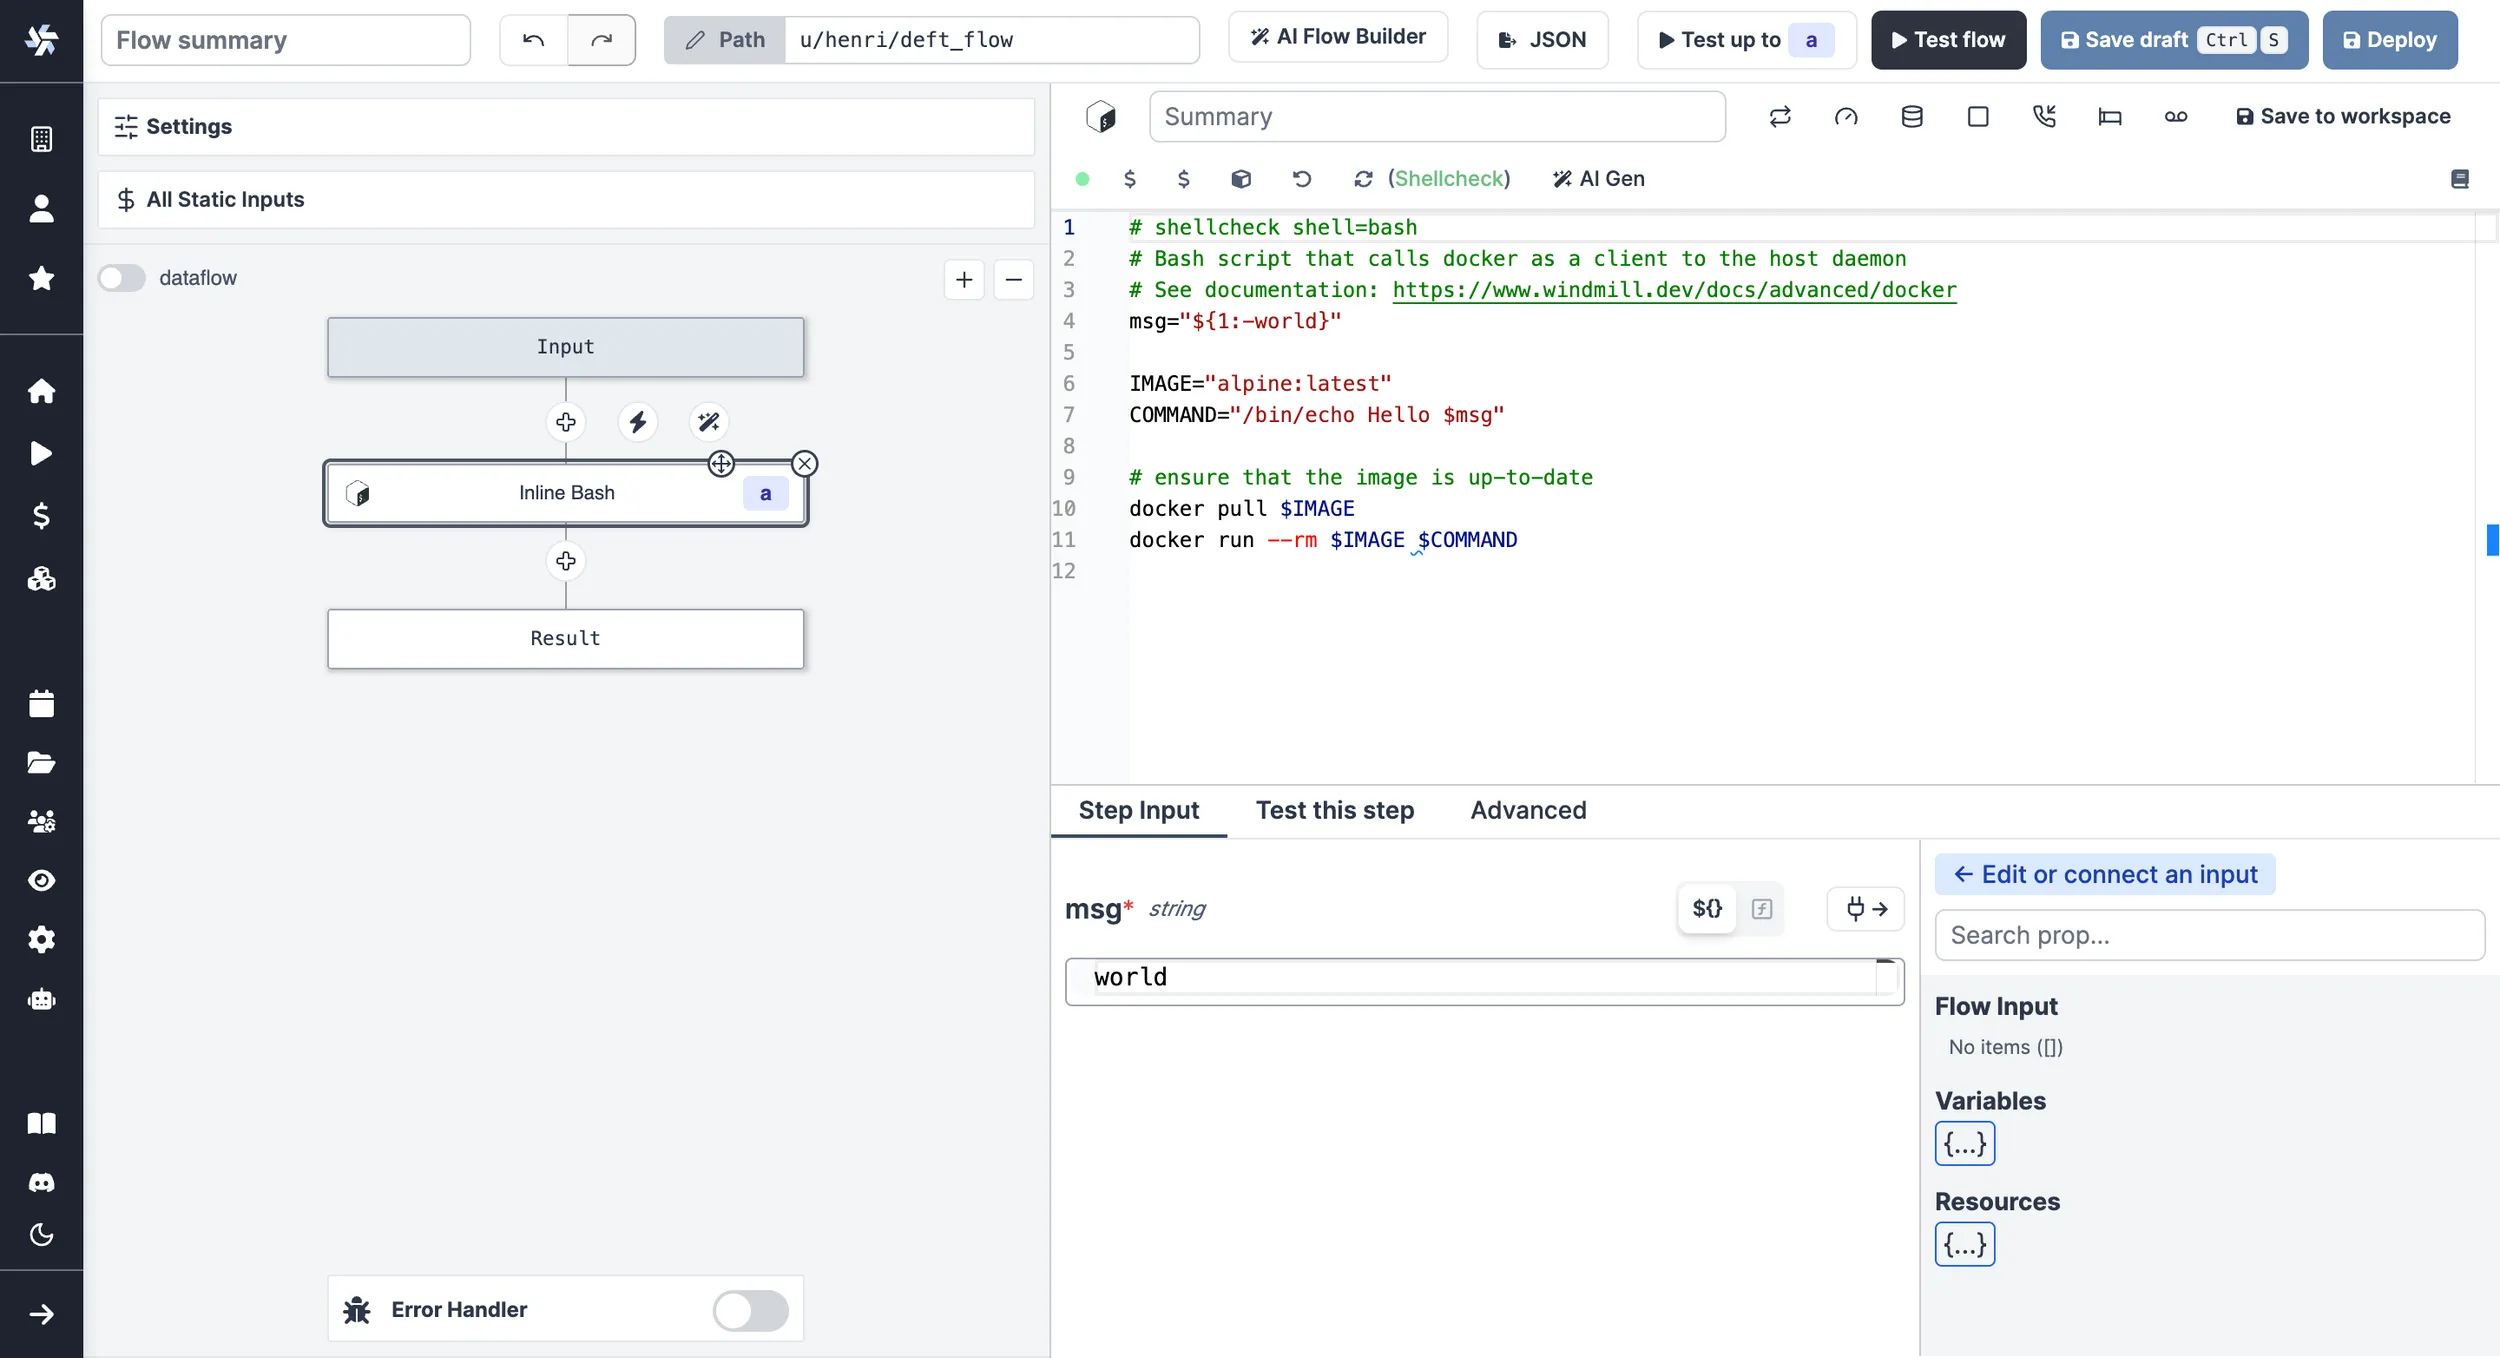 Flow summary
Path
u/henri/deft_flow
AI Flow Builder
JSON
Test up to a
Test flow
Save draft Ctrl S
Deploy
Settings
All Static Inputs
dataflow
Input
Inline Bash
a
Result
Error Handler
Summary
Save to workspace
(Shellcheck)
AI Gen
1 # shellcheck shell=bash
2 # Bash script that calls docker as a client to the host daemon
3 # See documentation: https://www.windmill.dev/docs/advanced/docker
4 msg="${1:-world}"
5
6 IMAGE="alpine:latest"
7 COMMAND="/bin/echo Hello $msg"
8
9 # ensure that the image is up-to-date
10 docker pull $IMAGE
11 docker run --rm $IMAGE $COMMAND
12
Step Input
Test this step
Advanced
msg* string
${}
world
← Edit or connect an input
Search prop...
Flow Input
No items ([])
Variables
{...}
Resources
{...}